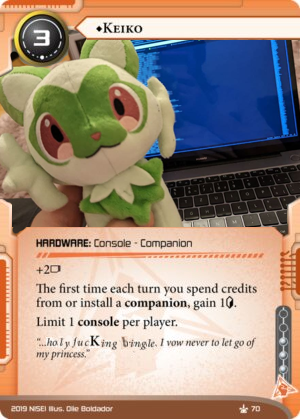 3
♦Keiko
HARDWARE: Console - Companion
+2
The first time each turn you spend credits
from or install a companion, gain 1.
Limit 1 console per player.
“...holy fucKing bingle. I vow never to let go of
my princess.”
2019 NISEI Illus. Olie Boldador
70